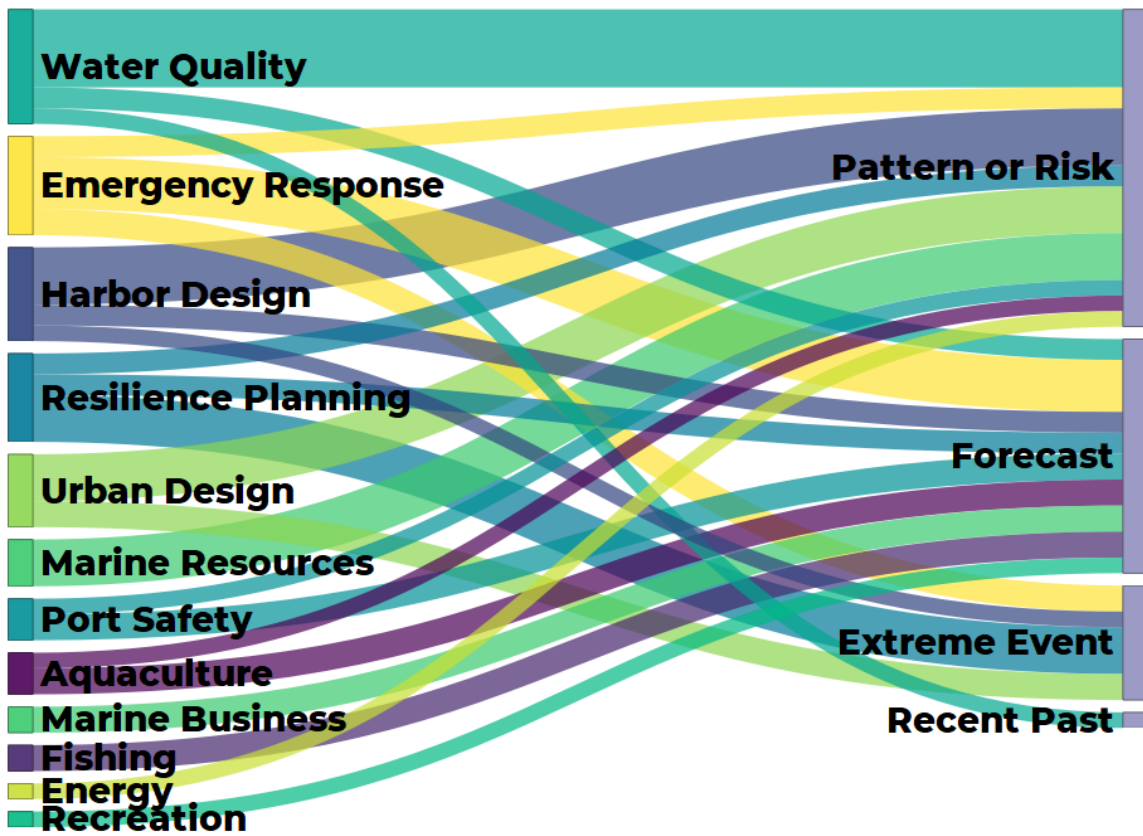 Water Quality
Emergency Response
Harbor Design
Resilience Planning
Urban Design
Marine Resources
Port Safety
Aquaculture
Marine Business
Fishing
Energy
Recreation
Pattern or Risk
Forecast
Extreme Event
Recent Past